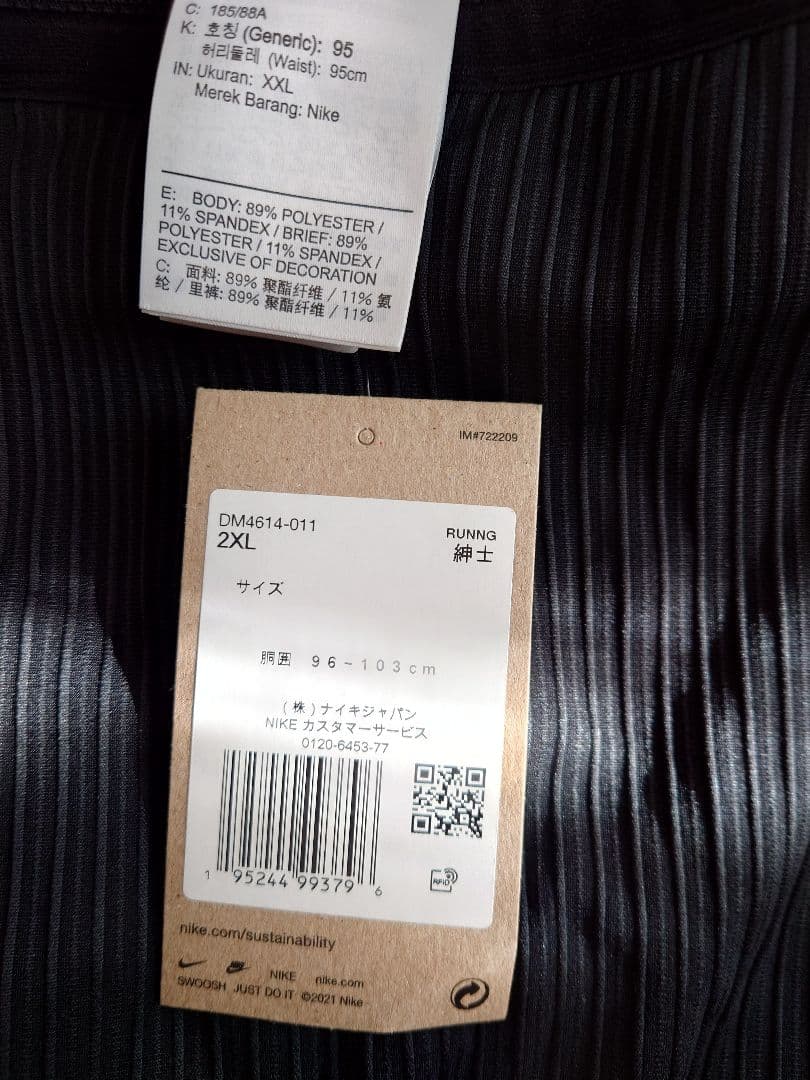 C: 185/88A
K: 호칭 (Generic): 95
허리둘레 (Waist): 95cm
IN: Ukuran: XXL
Merek Barang: Nike
E: BODY: 89% POLYESTER /
11% SPANDEX / BRIEF: 89%
POLYESTER / 11% SPANDEX /
EXCLUSIVE OF DECORATION
C: 面料: 89% 聚酯纤维 / 11% 氨
纶 / 里裤: 89% 聚酯纤维 / 11%
IM#722209
DM4614-011
2XL
RUNNG
紳士
サイズ
胴囲 96-103cm
(株)ナイキジャパン
NIKE カスタマーサービス
0120-6453-77
1 95244 99379 6
RFID
nike.com/sustainability
NIKE nike.com
SWOOSH JUST DO IT ©2021 Nike